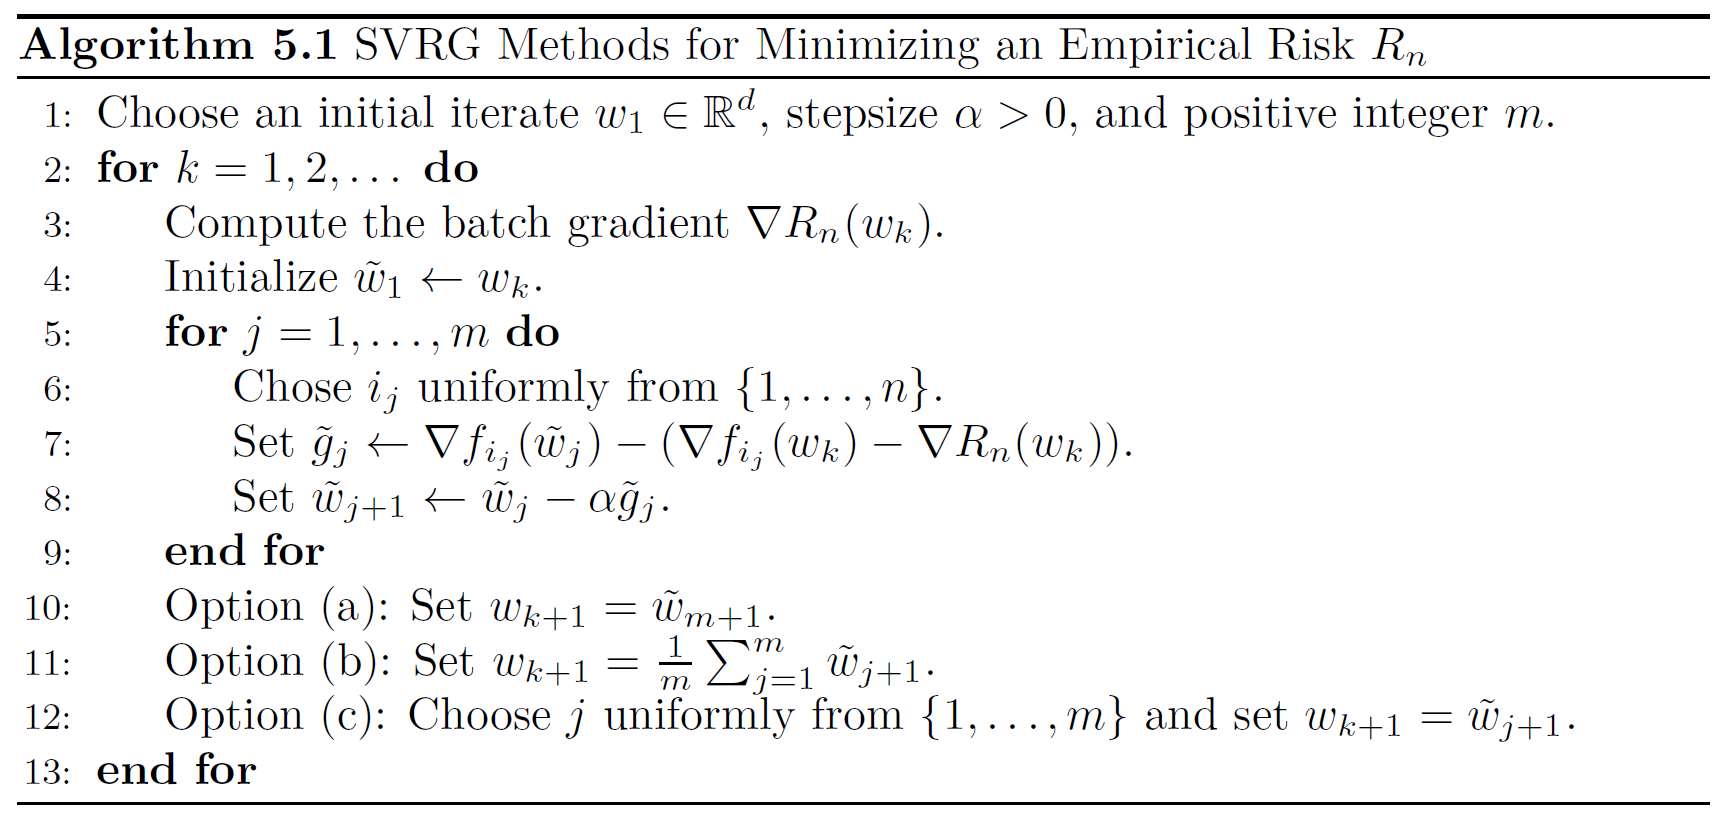 Algorithm 5.1 SVRG Methods for Minimizing an Empirical Risk $R_n$
1: Choose an initial iterate $w_1 \in \mathbb{R}^d$, stepsize $\alpha > 0$, and positive integer $m$.
2: for $k = 1, 2, \ldots$ do
3: Compute the batch gradient $\nabla R_n(w_k)$.
4: Initialize $\tilde{w}_1 \leftarrow w_k$.
5: for $j = 1, \ldots, m$ do
6: Chose $i_j$ uniformly from $\{1, \ldots, n\}$.
7: Set $\tilde{g}_j \leftarrow \nabla f_{i_j}(\tilde{w}_j) - (\nabla f_{i_j}(w_k) - \nabla R_n(w_k))$.
8: Set $\tilde{w}_{j+1} \leftarrow \tilde{w}_j - \alpha \tilde{g}_j$.
9: end for
10: Option (a): Set $w_{k+1} = \tilde{w}_{m+1}$.
11: Option (b): Set $w_{k+1} = \frac{1}{m} \sum_{j=1}^{m} \tilde{w}_{j+1}$.
12: Option (c): Choose $j$ uniformly from $\{1, \ldots, m\}$ and set $w_{k+1} = \tilde{w}_{j+1}$.
13: end for